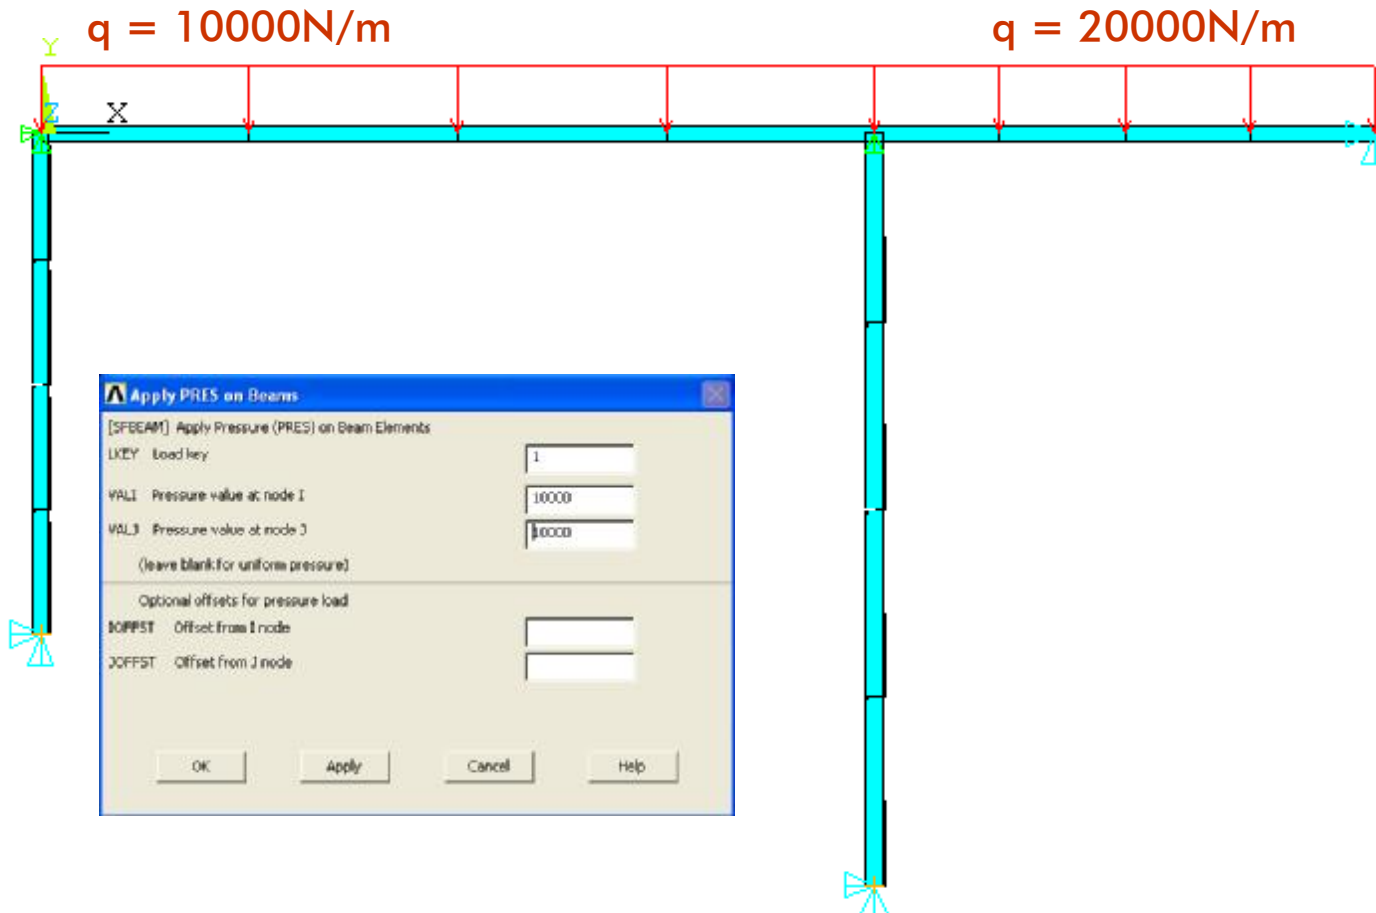 q = 10000N/m
q = 20000N/m
Y
Z
X
Apply PRES on Beams
[SFBEAM] Apply Pressure (PRES) on Beam Elements
LKEY Load key
1
VALI Pressure value at node I
10000
VALJ Pressure value at node J
10000
(leave blank for uniform pressure)
Optional offsets for pressure load
IOFFST Offset from I node
JOFFST Offset from J node
OK Apply Cancel Help